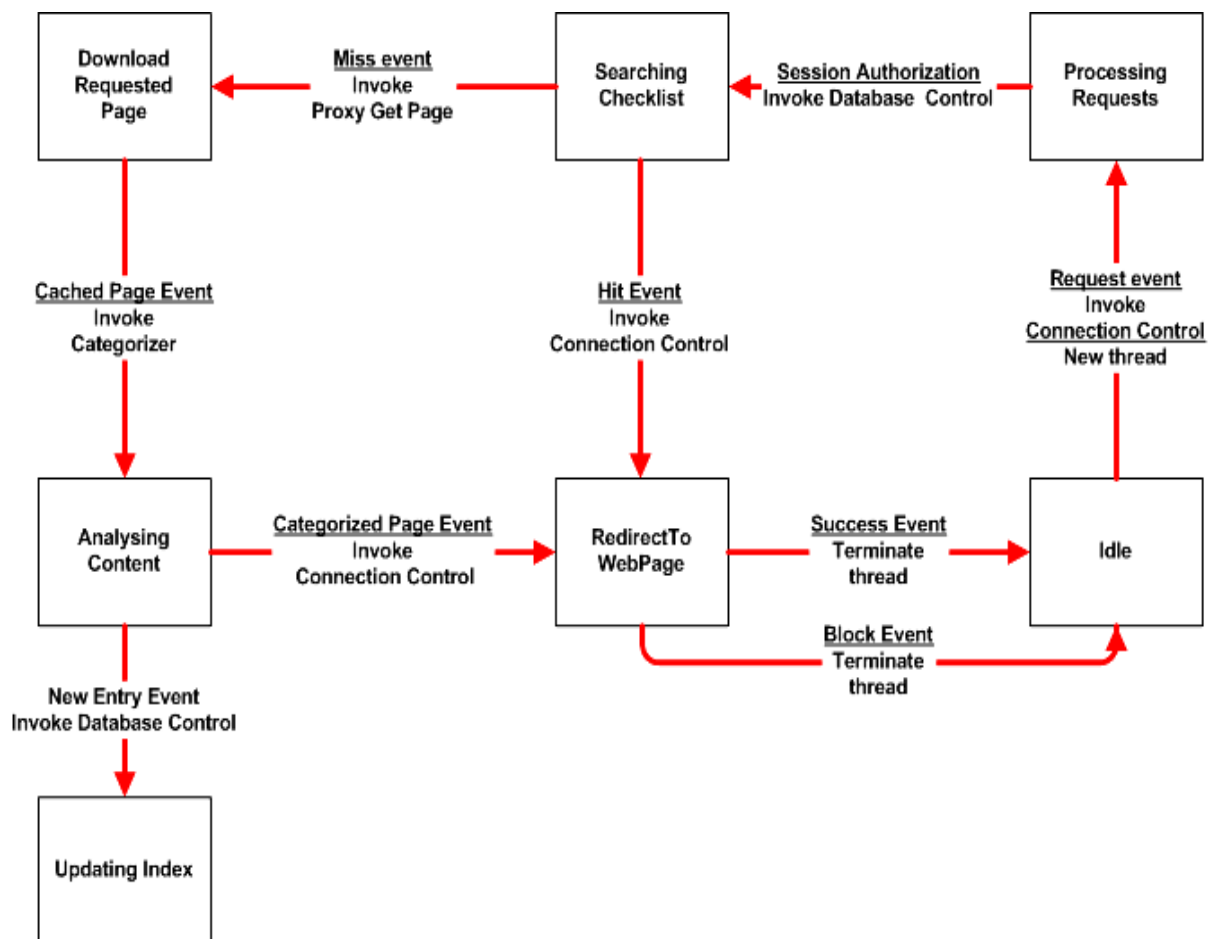 Download
Requested
Page
Miss event
Invoke
Proxy Get Page
Searching
Checklist
Session Authorization
Invoke Database Control
Processing
Requests
Cached Page Event
Invoke
Categorizer
Hit Event
Invoke
Connection Control
Request event
Invoke
Connection Control
New thread
Analysing
Content
Categorized Page Event
Invoke
Connection Control
RedirectTo
WebPage
Success Event
Terminate
thread
Idle
Block Event
Terminate
thread
New Entry Event
Invoke Database Control
Updating Index